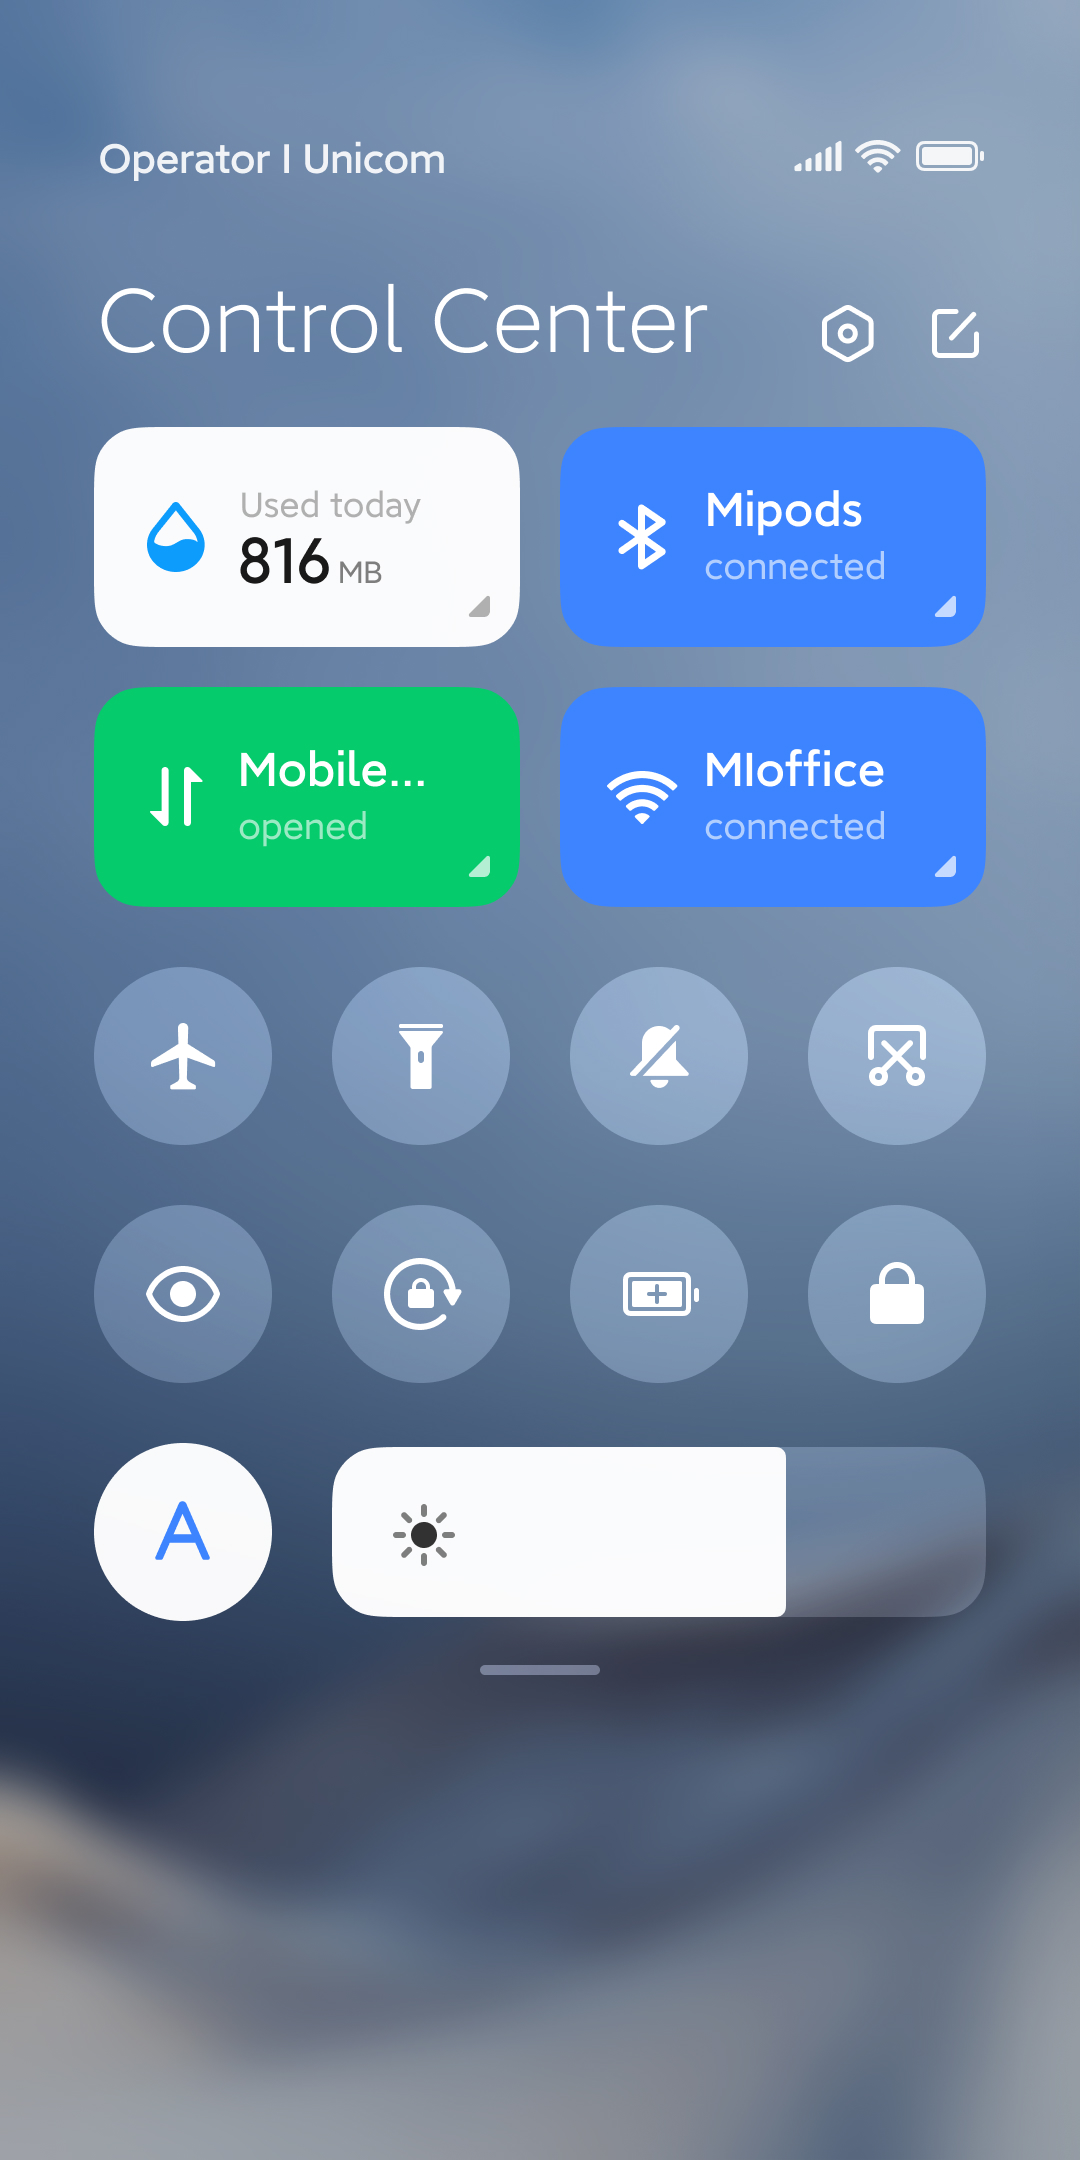 Operator | Unicom
Control Center
Used today
816 MB
Mipods
connected
Mobile...
opened
MIoffice
connected
A